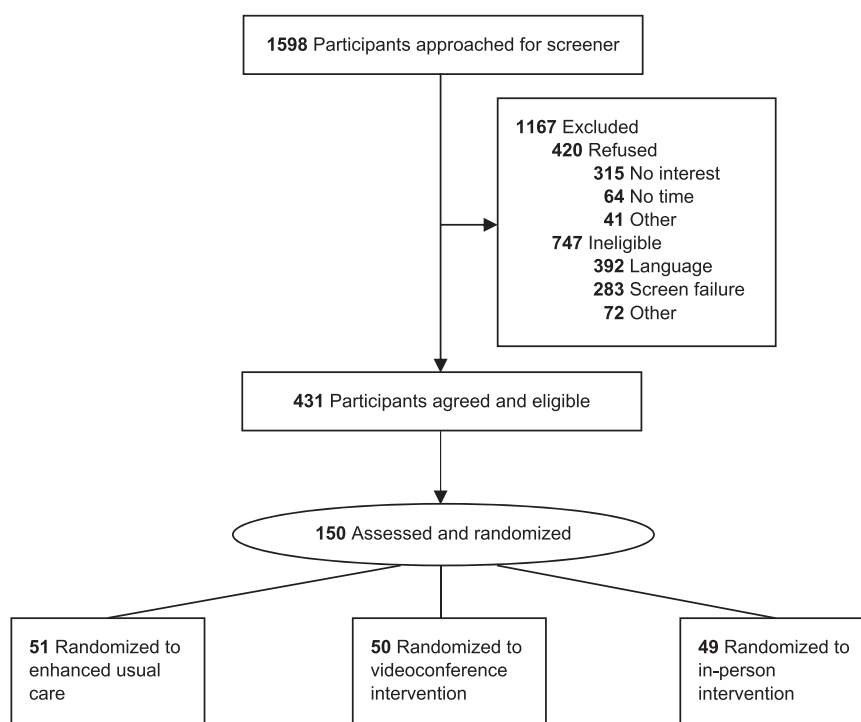 1598 Participants approached for screener
1167 Excluded
420 Refused
315 No interest
64 No time
41 Other
747 Ineligible
392 Language
283 Screen failure
72 Other
431 Participants agreed and eligible
150 Assessed and randomized
51 Randomized to
enhanced usual
care
50 Randomized to
videoconference
intervention
49 Randomized to
in-person
intervention